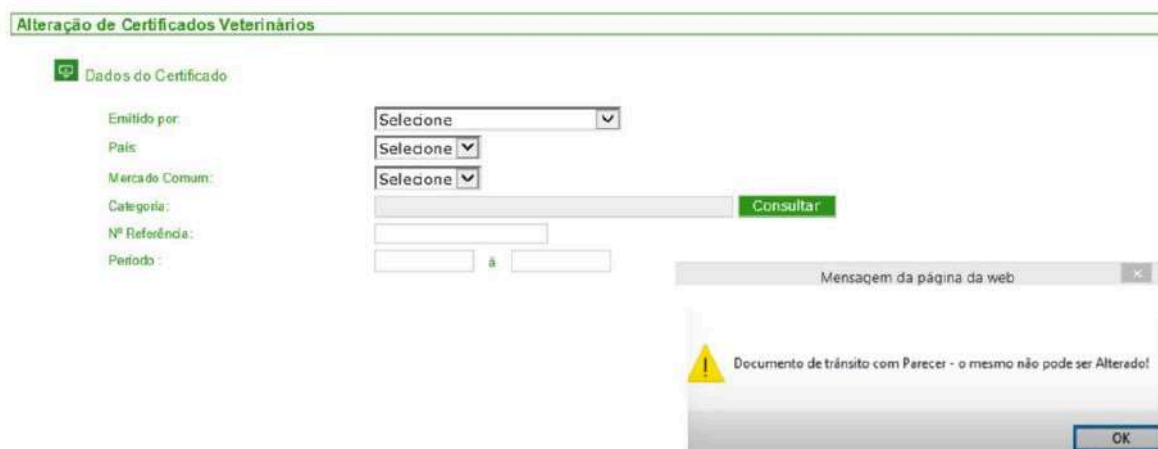 Alteração de Certificados Veterinários
Dados do Certificado
Emitido por: Selecione
País: Selecione
Mercado Comum: Selecione
Categoria: Consultar
Nº Referência:
Período : à
Mensagem da página da web
Documento de trânsito com Parecer - o mesmo não pode ser Alterado!
OK